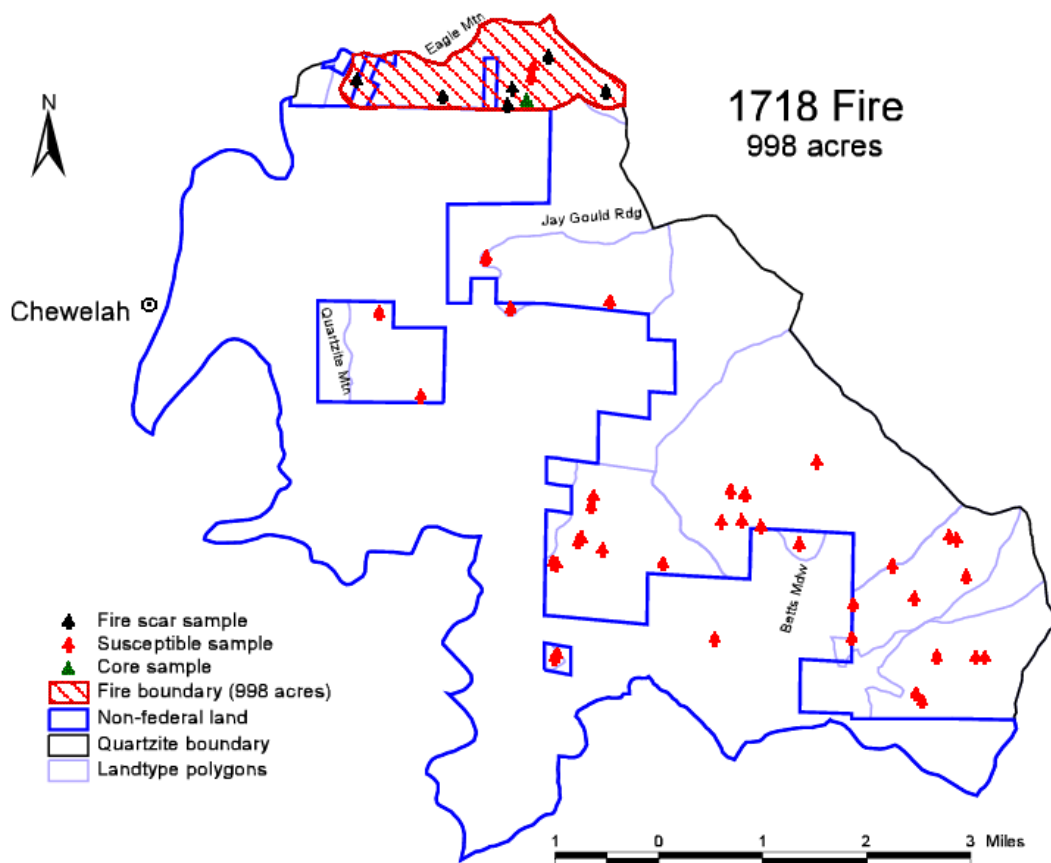 Eagle Mtn
N
1718 Fire
998 acres
Jay Gould Rdg
Chewelah
Quartzite Mtn
Betts Mdw
Fire scar sample
Susceptible sample
Core sample
Fire boundary (998 acres)
Non-federal land
Quartzite boundary
Landtype polygons
1 0 1 2 3 Miles